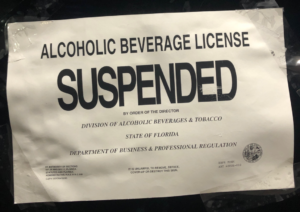 ALCOHOLIC BEVERAGE LICENSE
SUSPENDED
BY ORDER OF THE DIRECTOR
DIVISION OF ALCOHOLIC BEVERAGES & TOBACCO
STATE OF FLORIDA
DEPARTMENT OF BUSINESS & PROFESSIONAL REGULATION